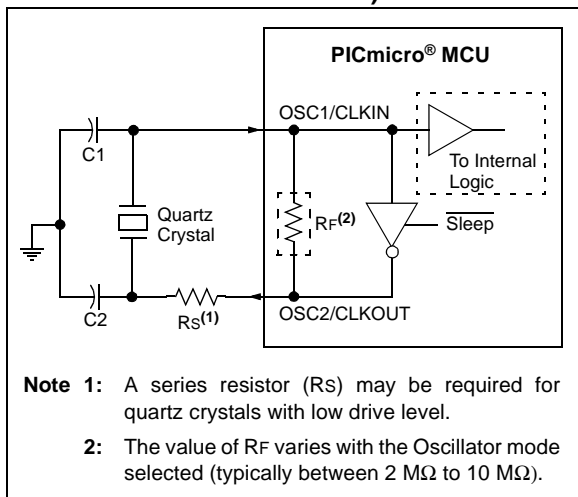 PICmicro® MCU
OSC1/CLKIN
C1
To Internal
Logic
Quartz
Crystal
RF(2)
Sleep
C2
RS(1)
OSC2/CLKOUT
Note 1: A series resistor (RS) may be required for
quartz crystals with low drive level.
2: The value of RF varies with the Oscillator mode
selected (typically between 2 MΩ to 10 MΩ).